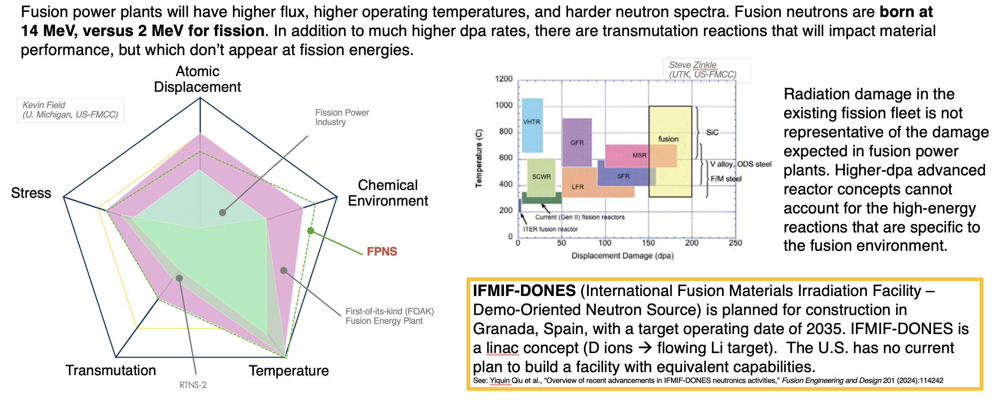 Fusion power plants will have higher flux, higher operating temperatures, and harder neutron spectra. Fusion neutrons are born at
14 MeV, versus 2 MeV for fission. In addition to much higher dpa rates, there are transmutation reactions that will impact material
performance, but which don’t appear at fission energies.
Atomic
Displacement
Kevin Field
(U. Michigan, US-FMCC)
Fission Power
Industry
Stress
Chemical
Environment
FPNS
First-of-its-kind (FOAK)
Fusion Energy Plant
Transmutation
Temperature
RTNS-2
Steve Zinkle
(UTK, US-FMCC)
1200
1000
800
600
400
200
0
Temperature (C)
VHTR
GFR
fusion
SiC
MSR
V alloy, ODS steel
SCWR
SFR
F/M steel
LFR
Current (Gen II) fission reactors
ITER fusion reactor
0
50
100
150
200
250
Displacement Damage (dpa)
Radiation damage in the
existing fission fleet is not
representative of the damage
expected in fusion power
plants. Higher-dpa advanced
reactor concepts cannot
account for the high-energy
reactions that are specific to
the fusion environment.
IFMIF-DONES (International Fusion Materials Irradiation Facility –
Demo-Oriented Neutron Source) is planned for construction in
Granada, Spain, with a target operating date of 2035. IFMIF-DONES is
a linac concept (D ions → flowing Li target).  The U.S. has no current
plan to build a facility with equivalent capabilities.
See: Yiquin Qiu et al., “Overview of recent advancements in IFMIF-DONES neutronics activities,” Fusion Engineering and Design 201 (2024):114242